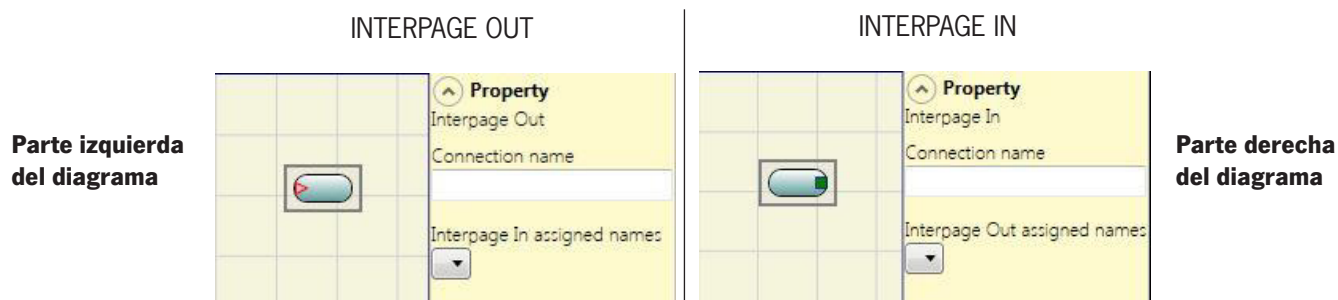 INTERPAGE OUT
Parte izquierda
del diagrama
Property
Interpage Out
Connection name
Interpage In assigned names
INTERPAGE IN
Property
Interpage In
Connection name
Interpage Out assigned names
Parte derecha
del diagrama